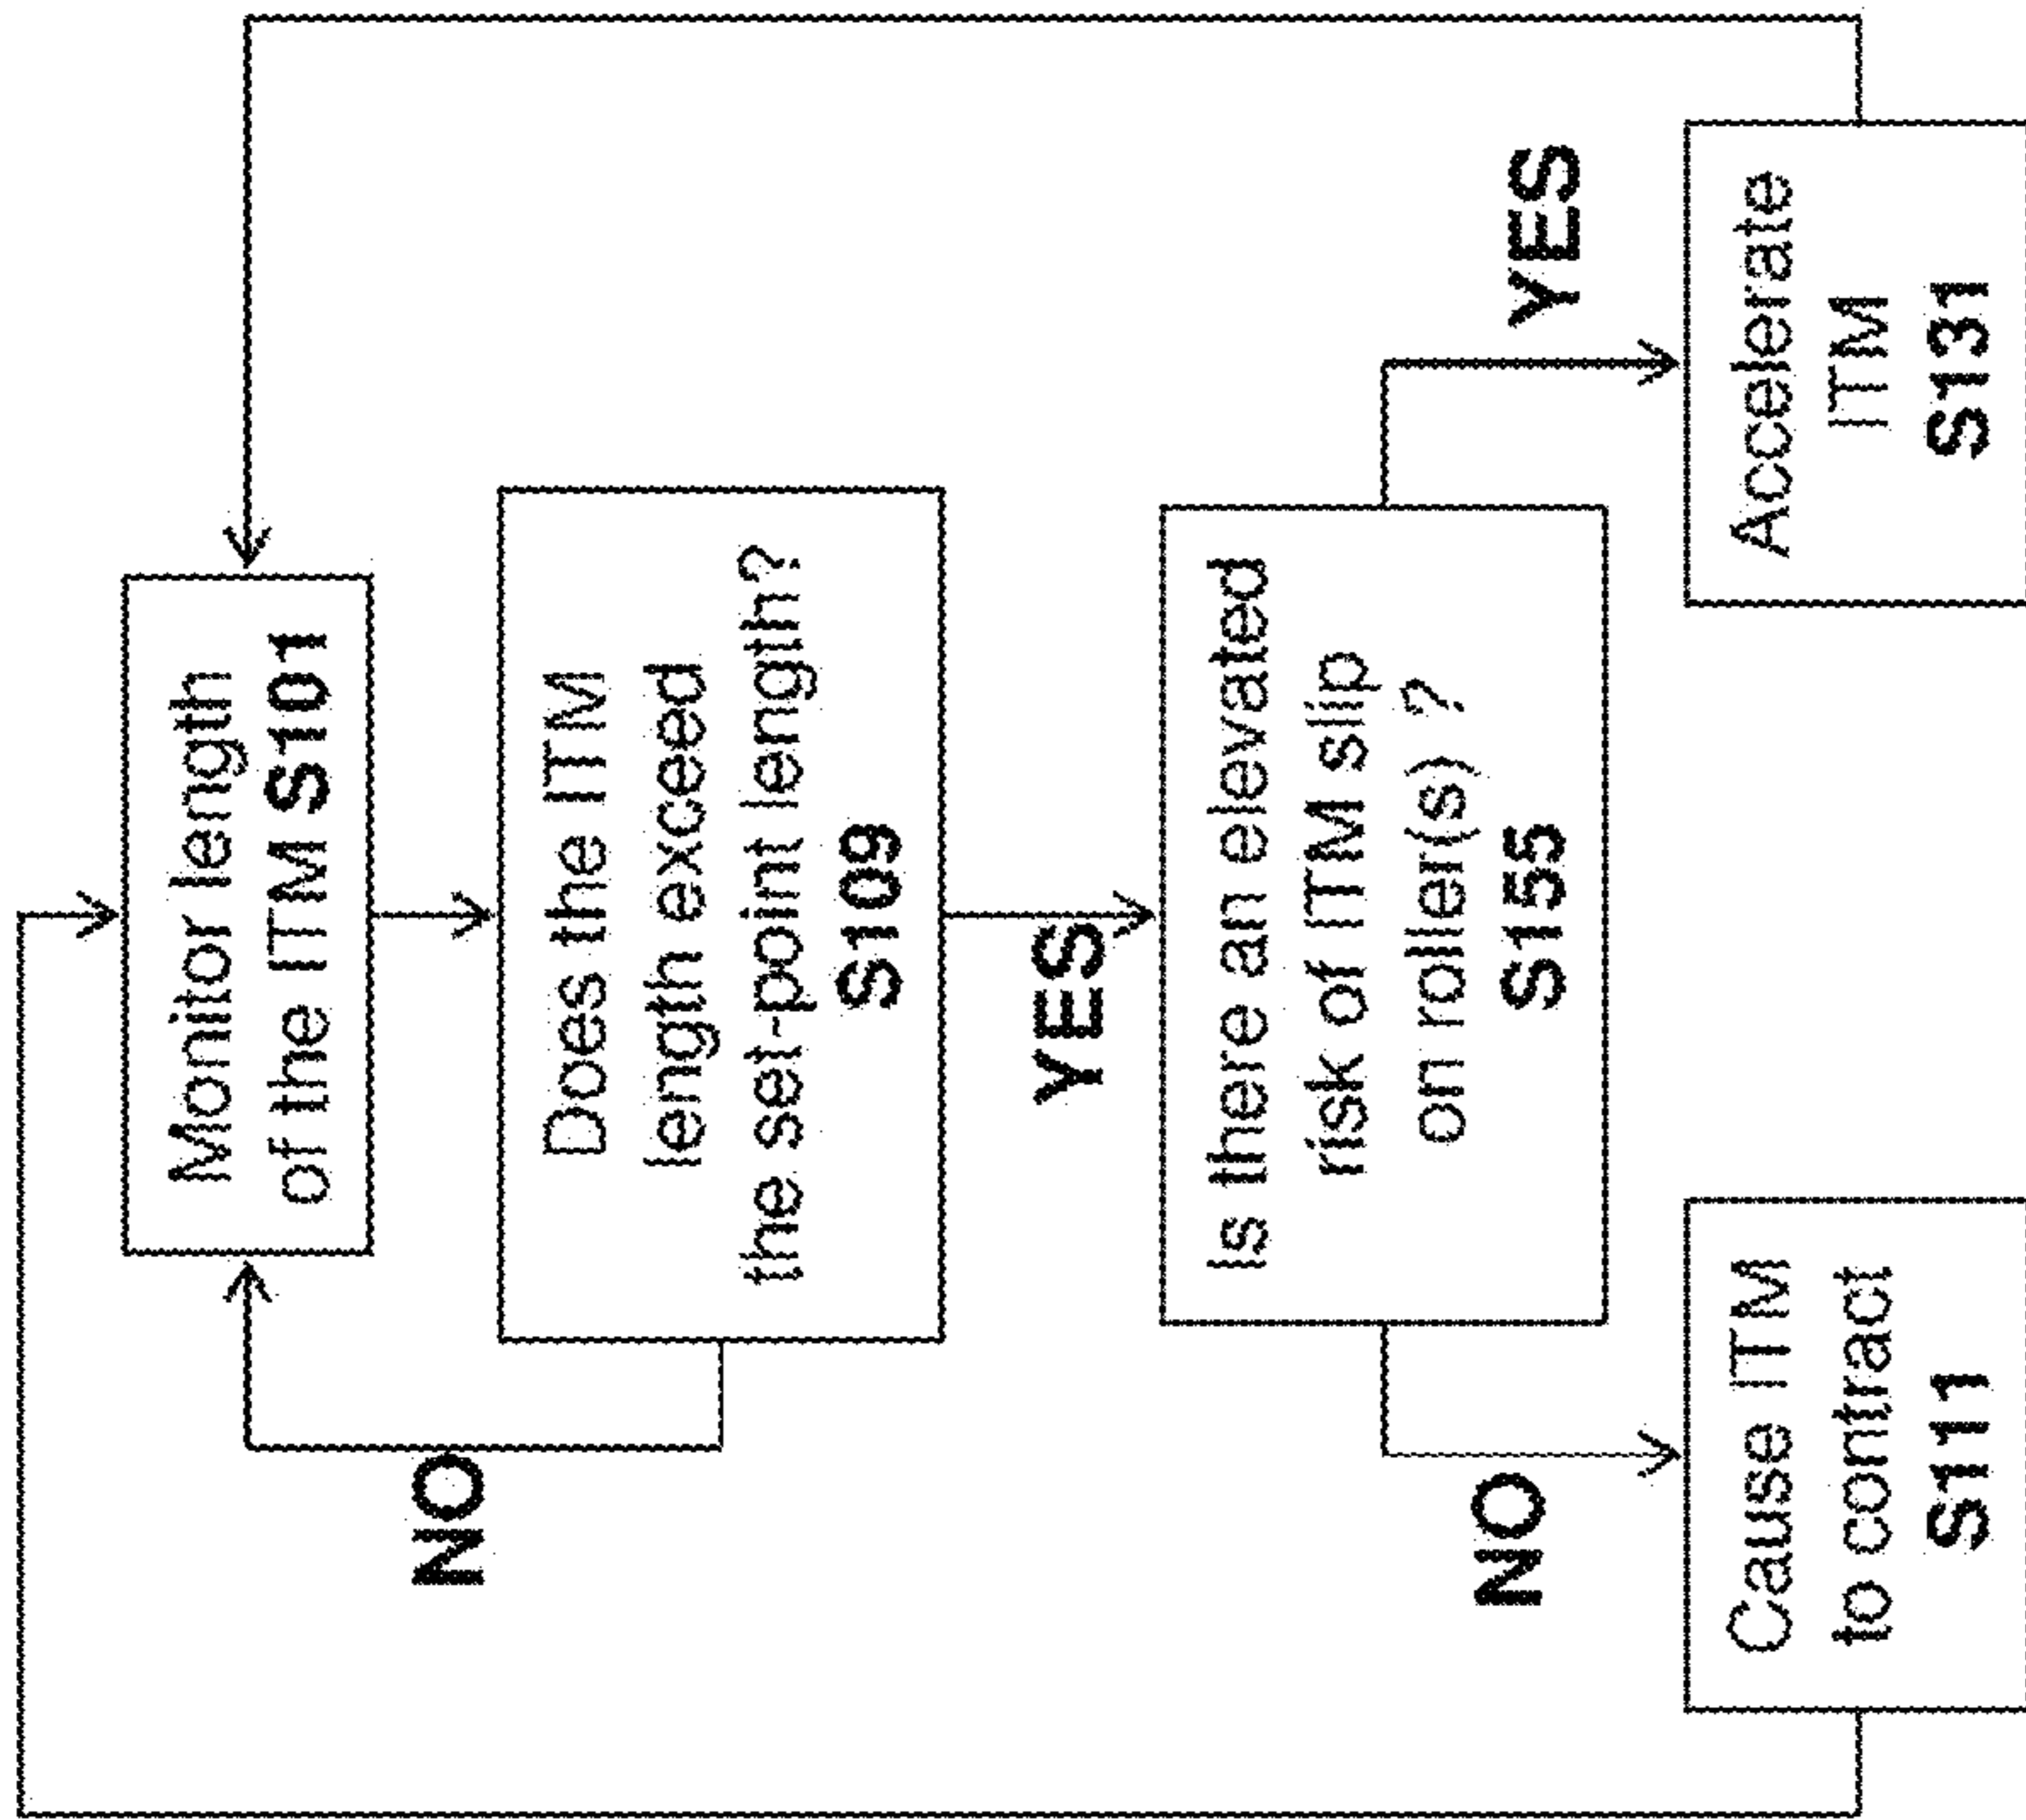 Monitor length
of the ITM S101
Does the ITM
length exceed
the set-point length?
S109
NO
YES
Is there an elevated
risk of ITM slip
on roller(s) ?
S155
NO
YES
Cause ITM
to contract
S111
Accelerate
ITM
S131